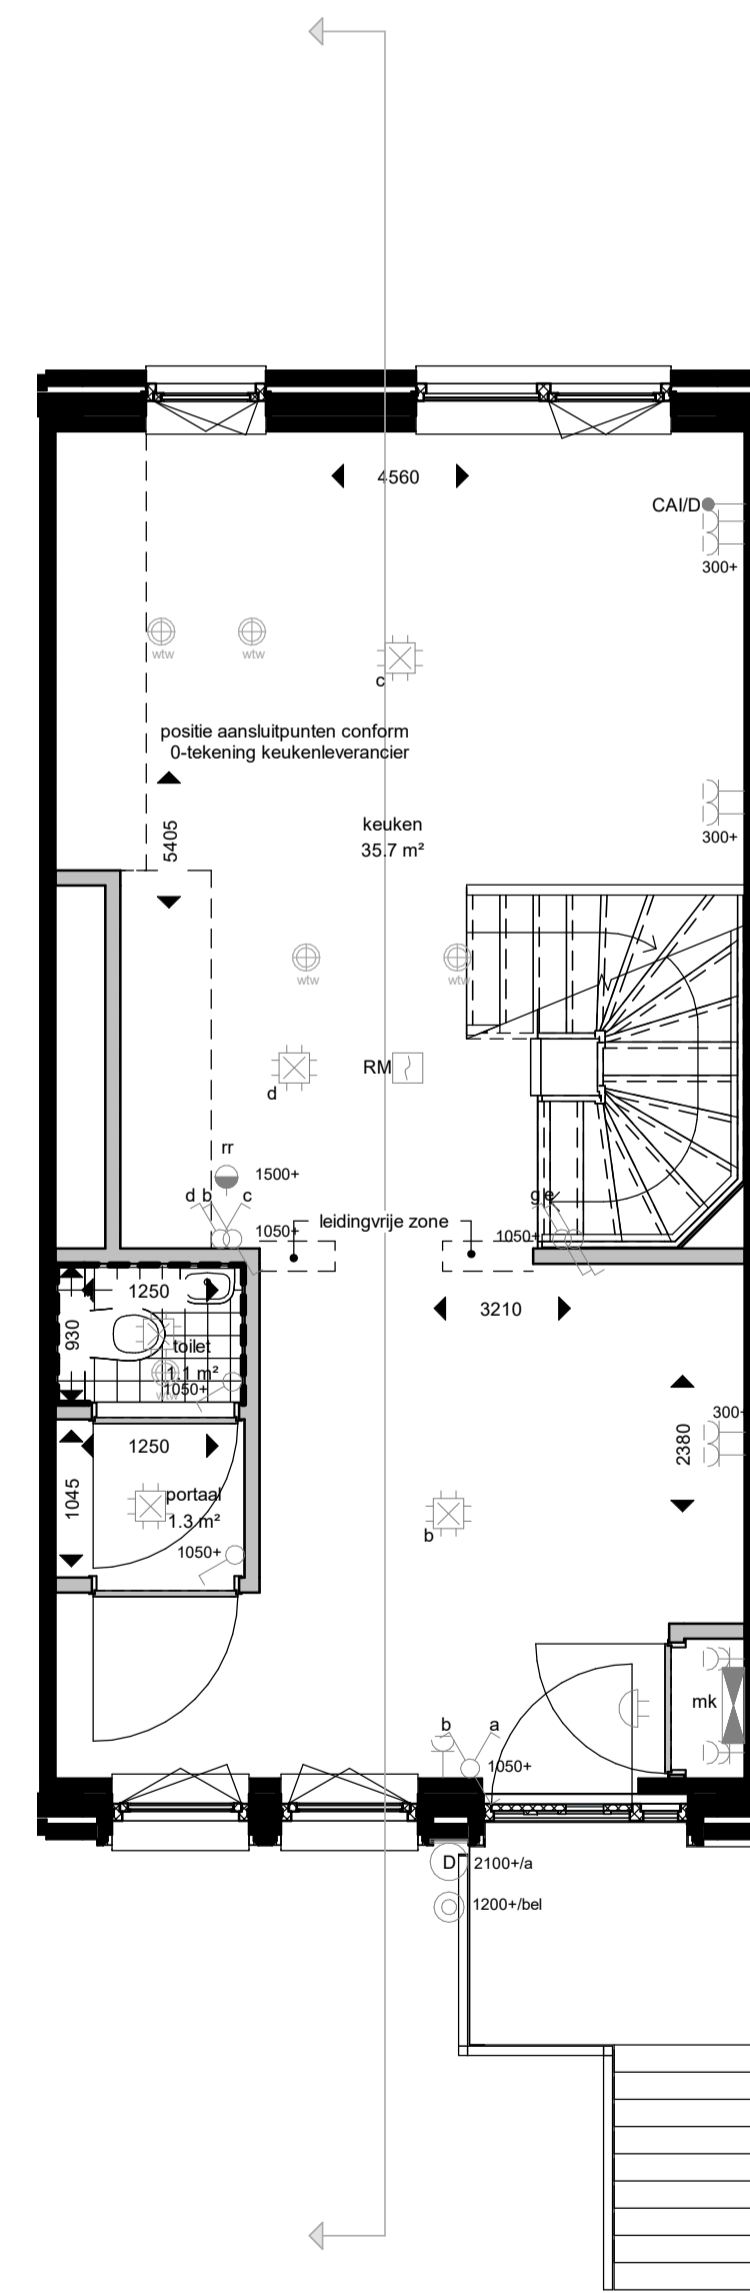 4560
CAI/D
300+
wtw
wtw
c
positie aansluitpunten conform
0-tekening keukenleverancier
300+
5405
keuken
35.7 m²
wtw
wtw
d
RM
rr
1500+
d b c
1050+
leidingvrije zone
g e
1050+
1250
3210
930
toilet
1.1 m²
wtw
1050+
300+
2380
1250
1045
portaal
1.3 m²
1050+
b
mk
b a
1050+
D
2100+/a
1200+/bel